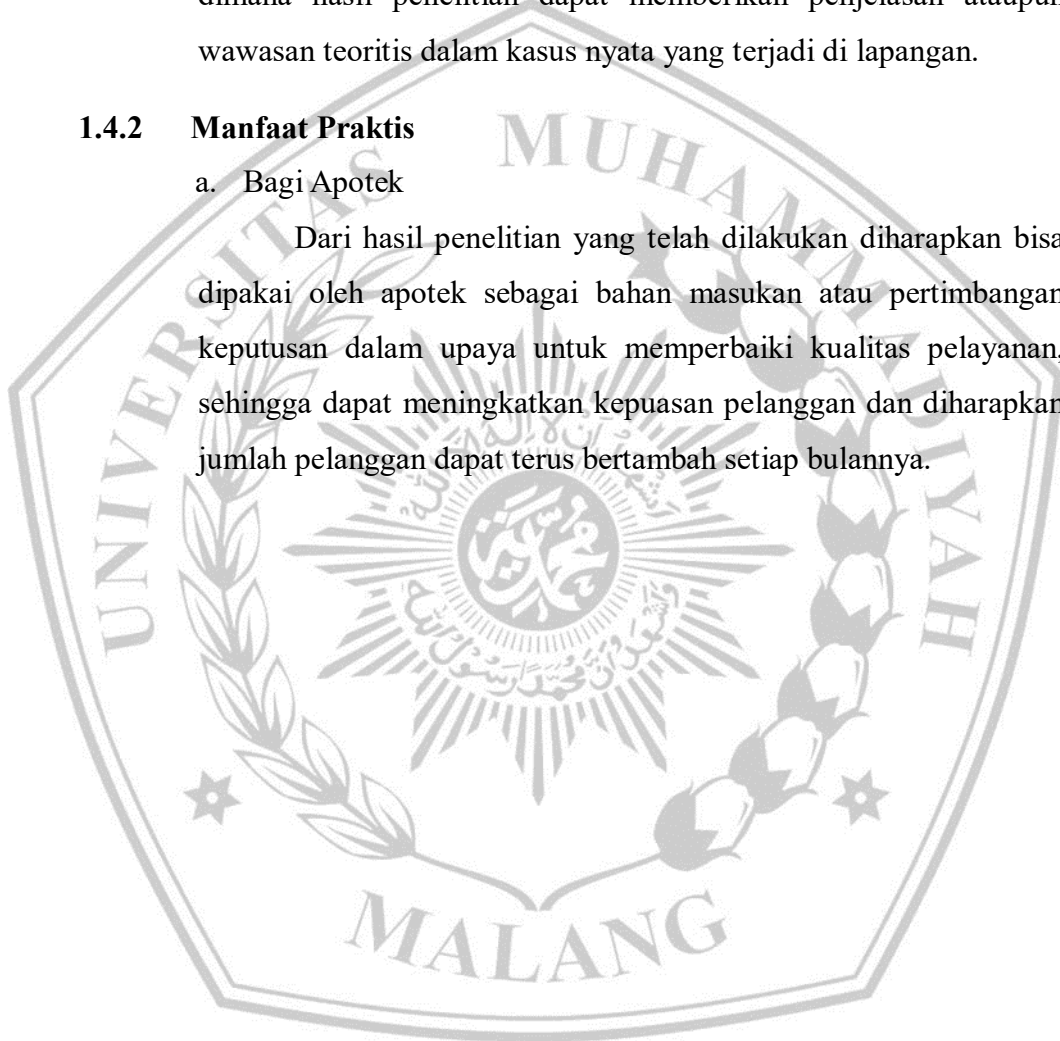 dimana hasil penelitian dapat memberikan penjelasan ataupun
wawasan teoritis dalam kasus nyata yang terjadi di lapangan.
1.4.2 Manfaat Praktis
a. Bagi Apotek
Dari hasil penelitian yang telah dilakukan diharapkan bisa
dipakai oleh apotek sebagai bahan masukan atau pertimbangan
keputusan dalam upaya untuk memperbaiki kualitas pelayanan,
sehingga dapat meningkatkan kepuasan pelanggan dan diharapkan
jumlah pelanggan dapat terus bertambah setiap bulannya.
UNIVERSITAS MUHAMMADIYAH
MALANG